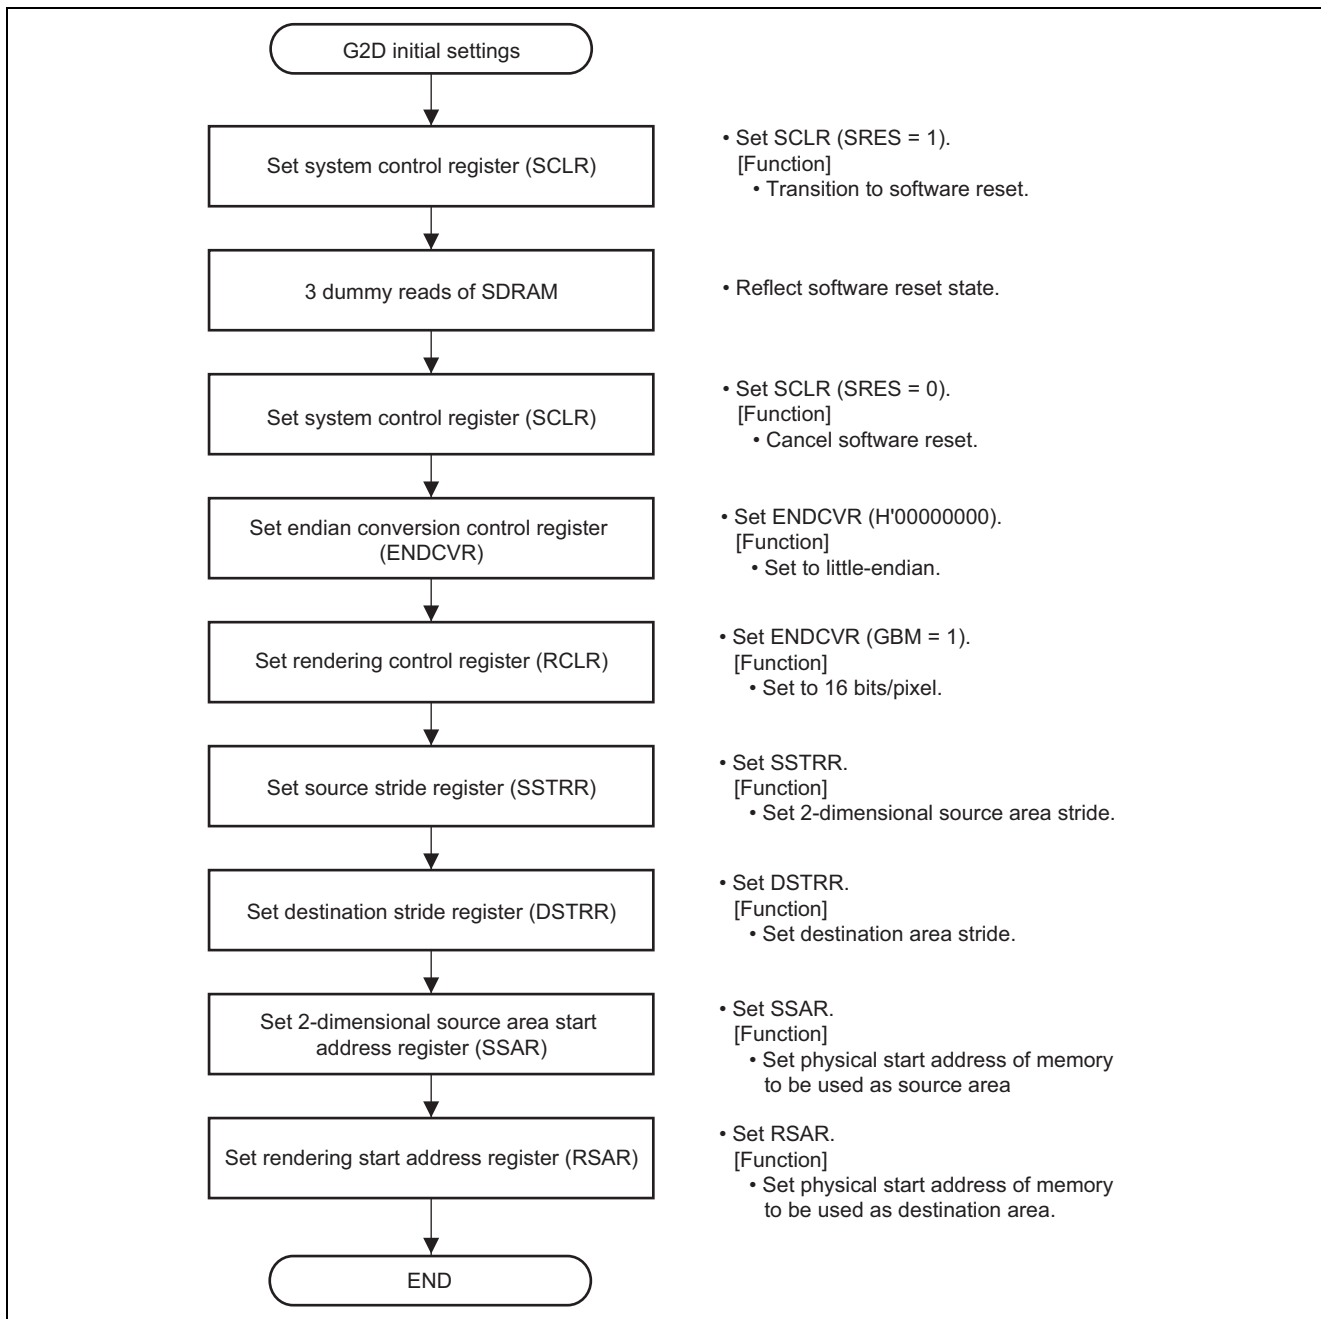 G2D initial settings
Set system control register (SCLR)
• Set SCLR (SRES = 1).
[Function]
• Transition to software reset.
3 dummy reads of SDRAM
• Reflect software reset state.
Set system control register (SCLR)
• Set SCLR (SRES = 0).
[Function]
• Cancel software reset.
Set endian conversion control register
(ENDCVR)
• Set ENDCVR (H'00000000).
[Function]
• Set to little-endian.
Set rendering control register (RCLR)
• Set ENDCVR (GBM = 1).
[Function]
• Set to 16 bits/pixel.
Set source stride register (SSTRR)
• Set SSTRR.
[Function]
• Set 2-dimensional source area stride.
Set destination stride register (DSTRR)
• Set DSTRR.
[Function]
• Set destination area stride.
Set 2-dimensional source area start
address register (SSAR)
• Set SSAR.
[Function]
• Set physical start address of memory
to be used as source area
Set rendering start address register (RSAR)
• Set RSAR.
[Function]
• Set physical start address of memory
to be used as destination area.
END